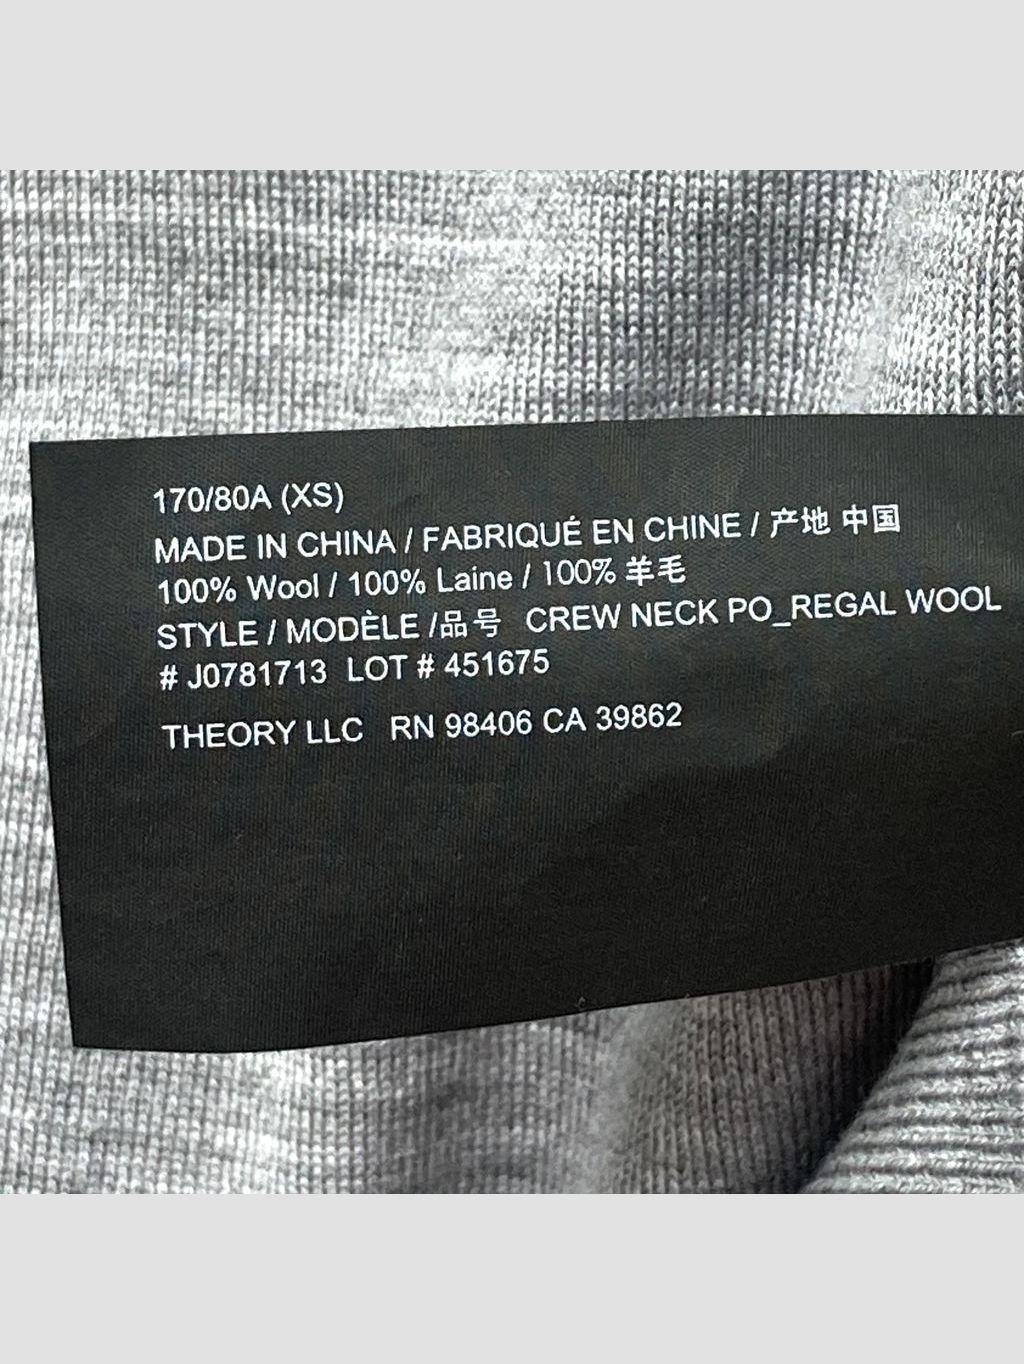 170/80A (XS)
MADE IN CHINA / FABRIQUÉ EN CHINE / 产地 中国
100% Wool / 100% Laine / 100% 羊毛
STYLE / MODÈLE /品号 CREW NECK PO_REGAL WOOL
# J0781713 LOT # 451675
THEORY LLC RN 98406 CA 39862